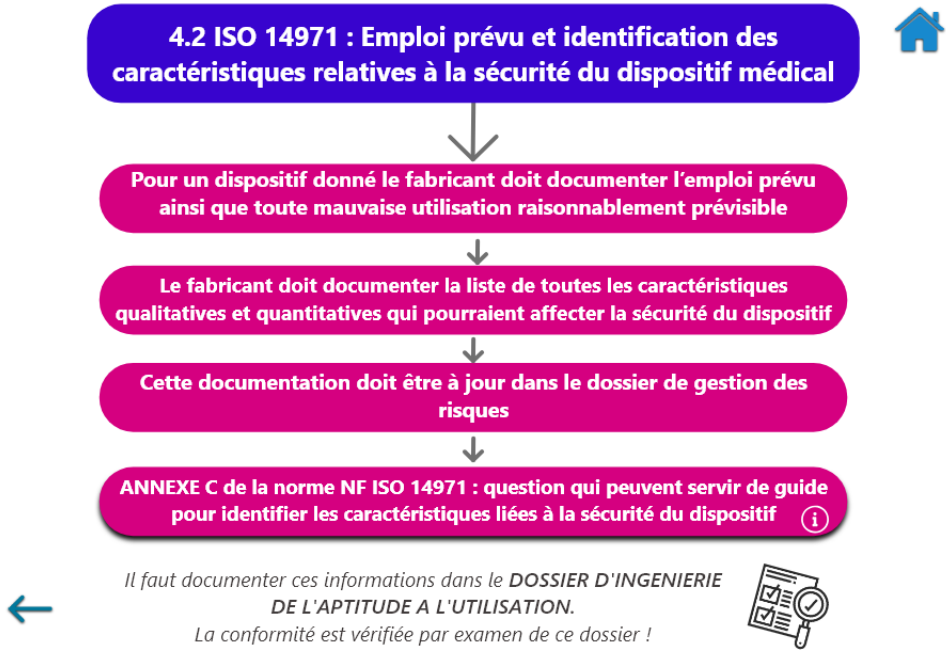 4.2 ISO 14971 : Emploi prévu et identification des
caractéristiques relatives à la sécurité du dispositif médical
Pour un dispositif donné le fabricant doit documenter l'emploi prévu
ainsi que toute mauvaise utilisation raisonnablement prévisible
Le fabricant doit documenter la liste de toutes les caractéristiques
qualitatives et quantitatives qui pourraient affecter la sécurité du dispositif
Cette documentation doit être à jour dans le dossier de gestion des
risques
ANNEXE C de la norme NF ISO 14971 : question qui peuvent servir de guide
pour identifier les caractéristiques liées à la sécurité du dispositif
Il faut documenter ces informations dans le DOSSIER D'INGENIERIE
DE L'APTITUDE A L'UTILISATION.
La conformité est vérifiée par examen de ce dossier !